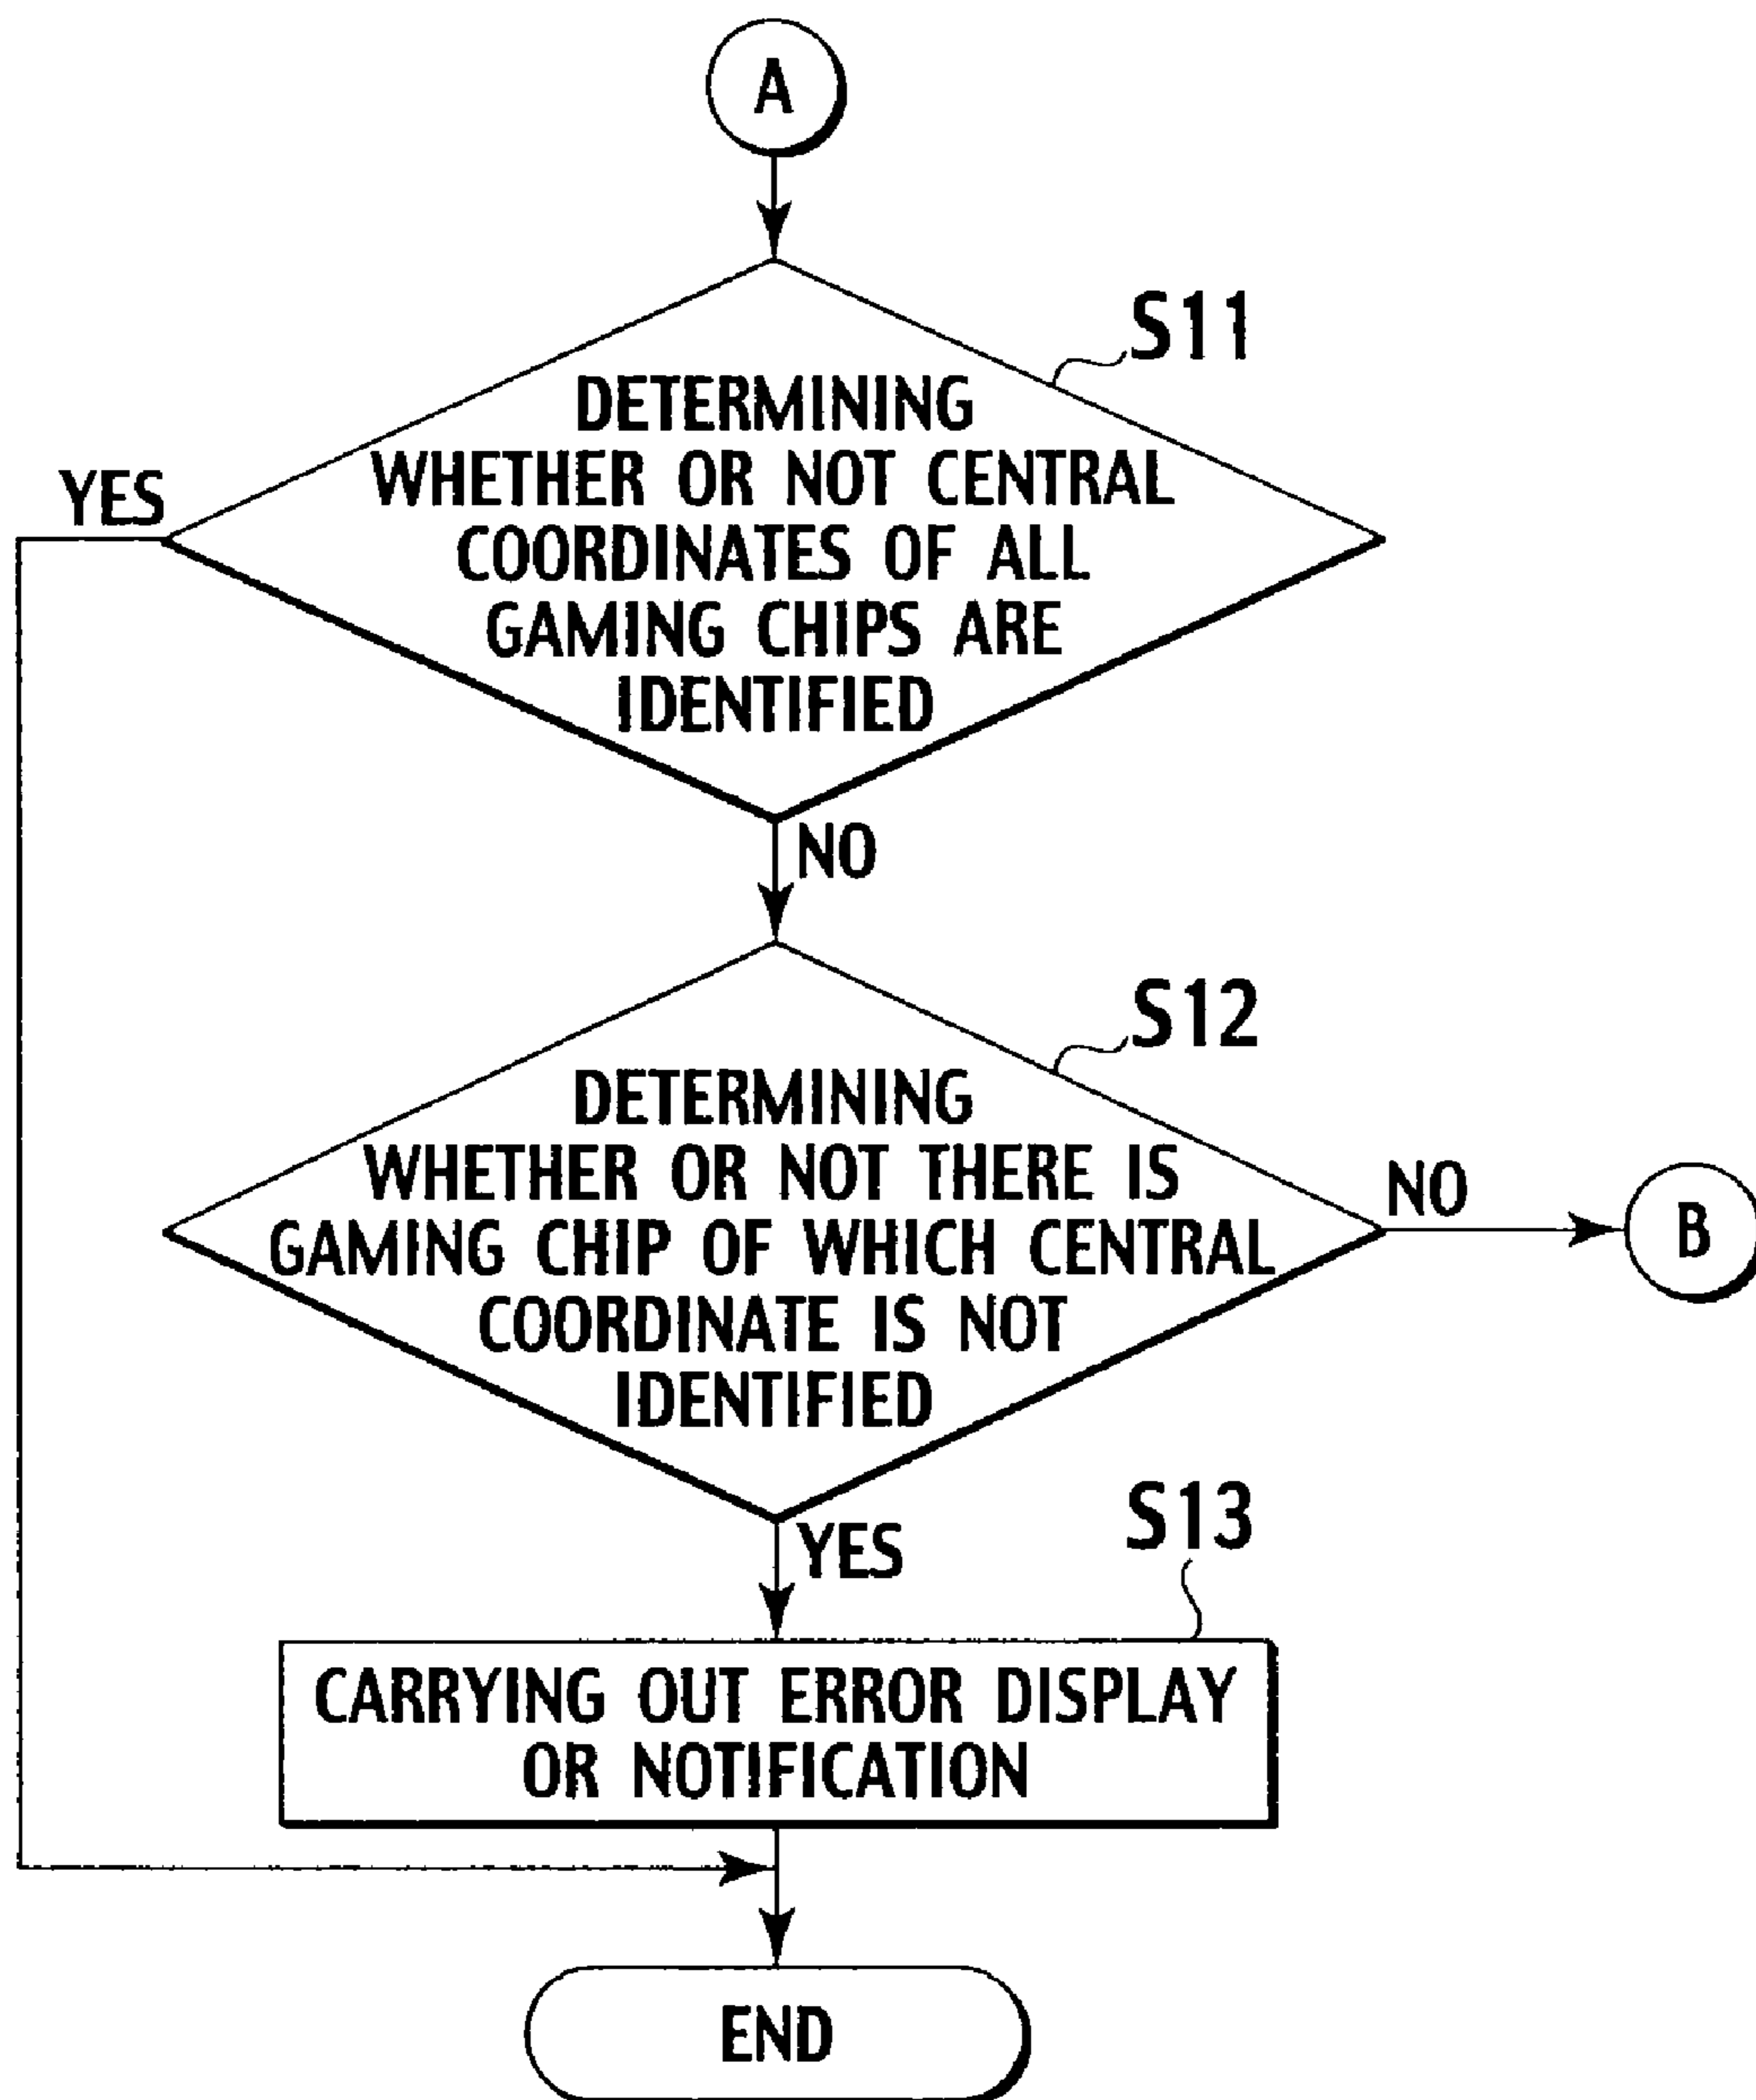 A
S11
DETERMINING
WHETHER OR NOT CENTRAL
COORDINATES OF ALL
GAMING CHIPS ARE
IDENTIFIED
YES
NO
S12
DETERMINING
WHETHER OR NOT THERE IS
GAMING CHIP OF WHICH CENTRAL
COORDINATE IS NOT
IDENTIFIED
NO
B
YES
S13
CARRYING OUT ERROR DISPLAY
OR NOTIFICATION
END